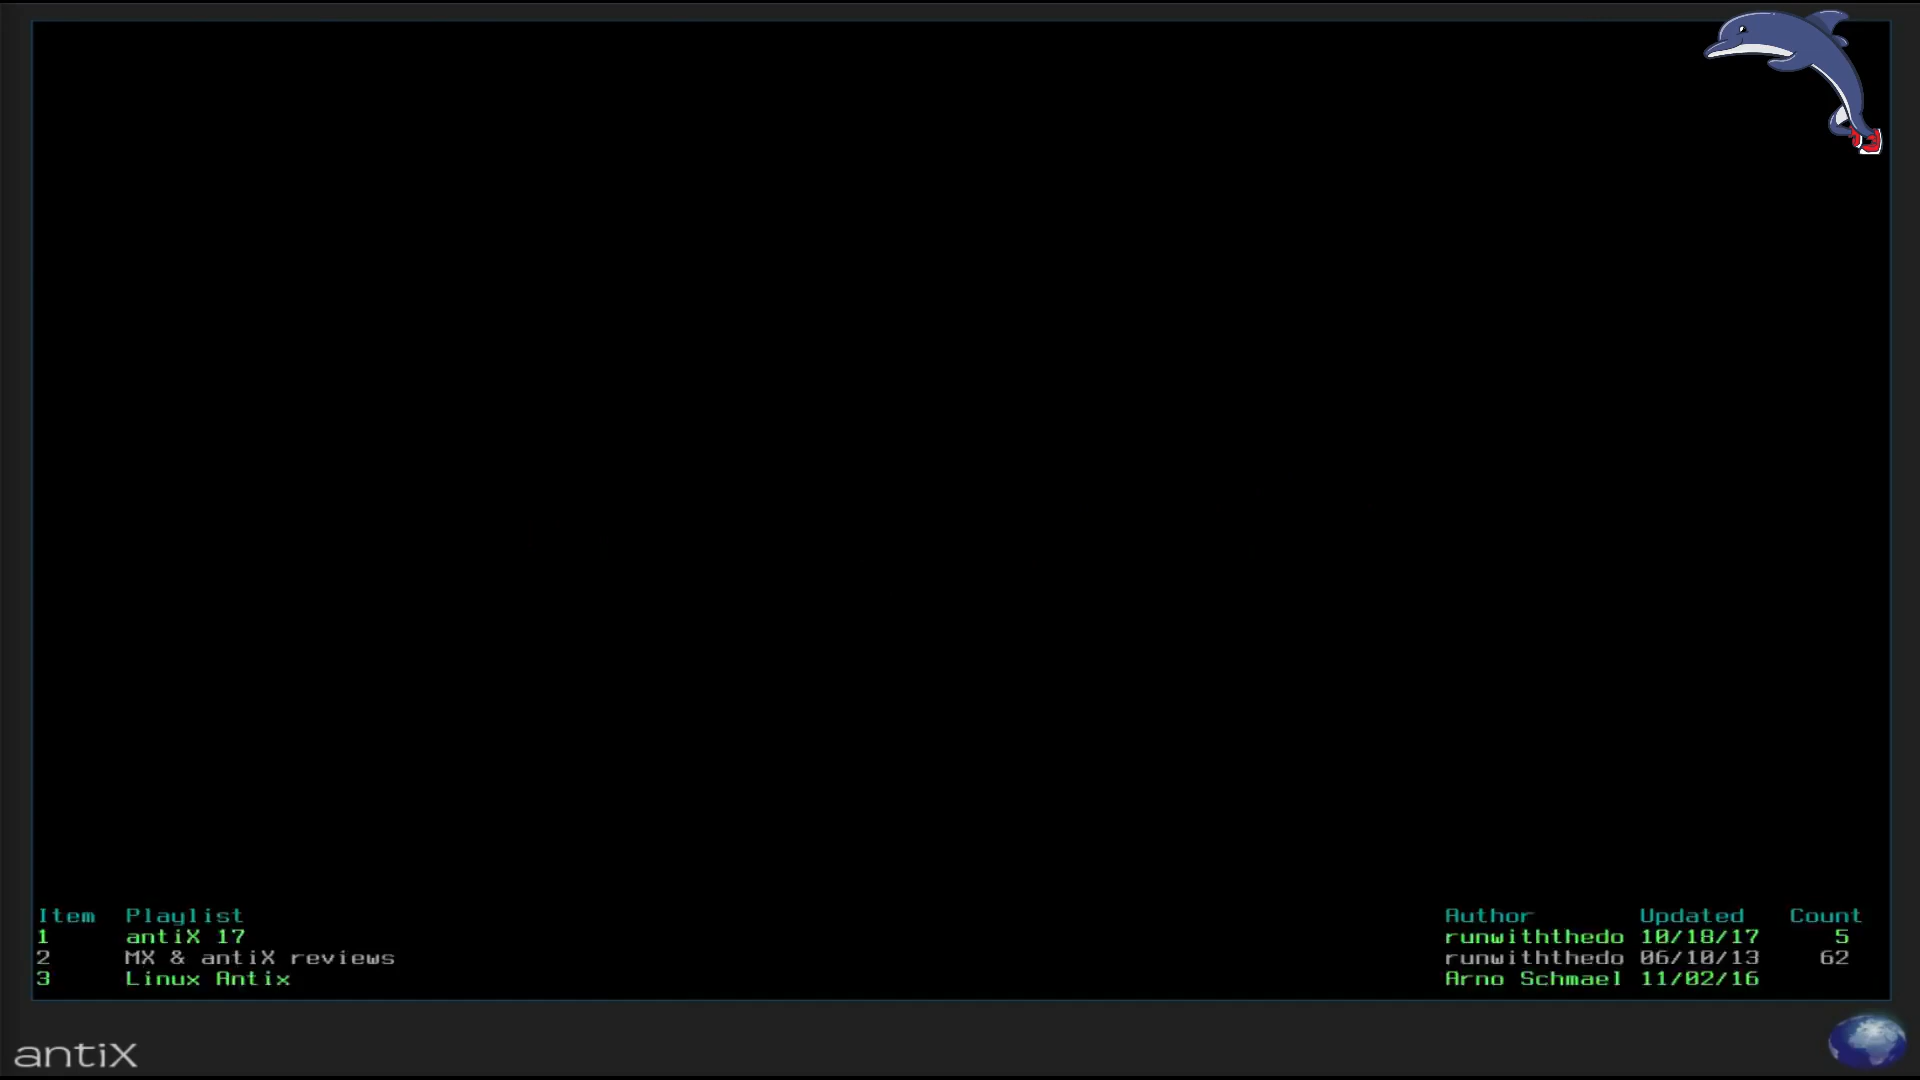 Item Playlist Author Updated Count
1 antiX 17 runwiththedo 10/18/17 5
2 MX & antiX reviews runwiththedo 06/10/13 62
3 Linux Antix Arno Schmael 11/02/16
antiX